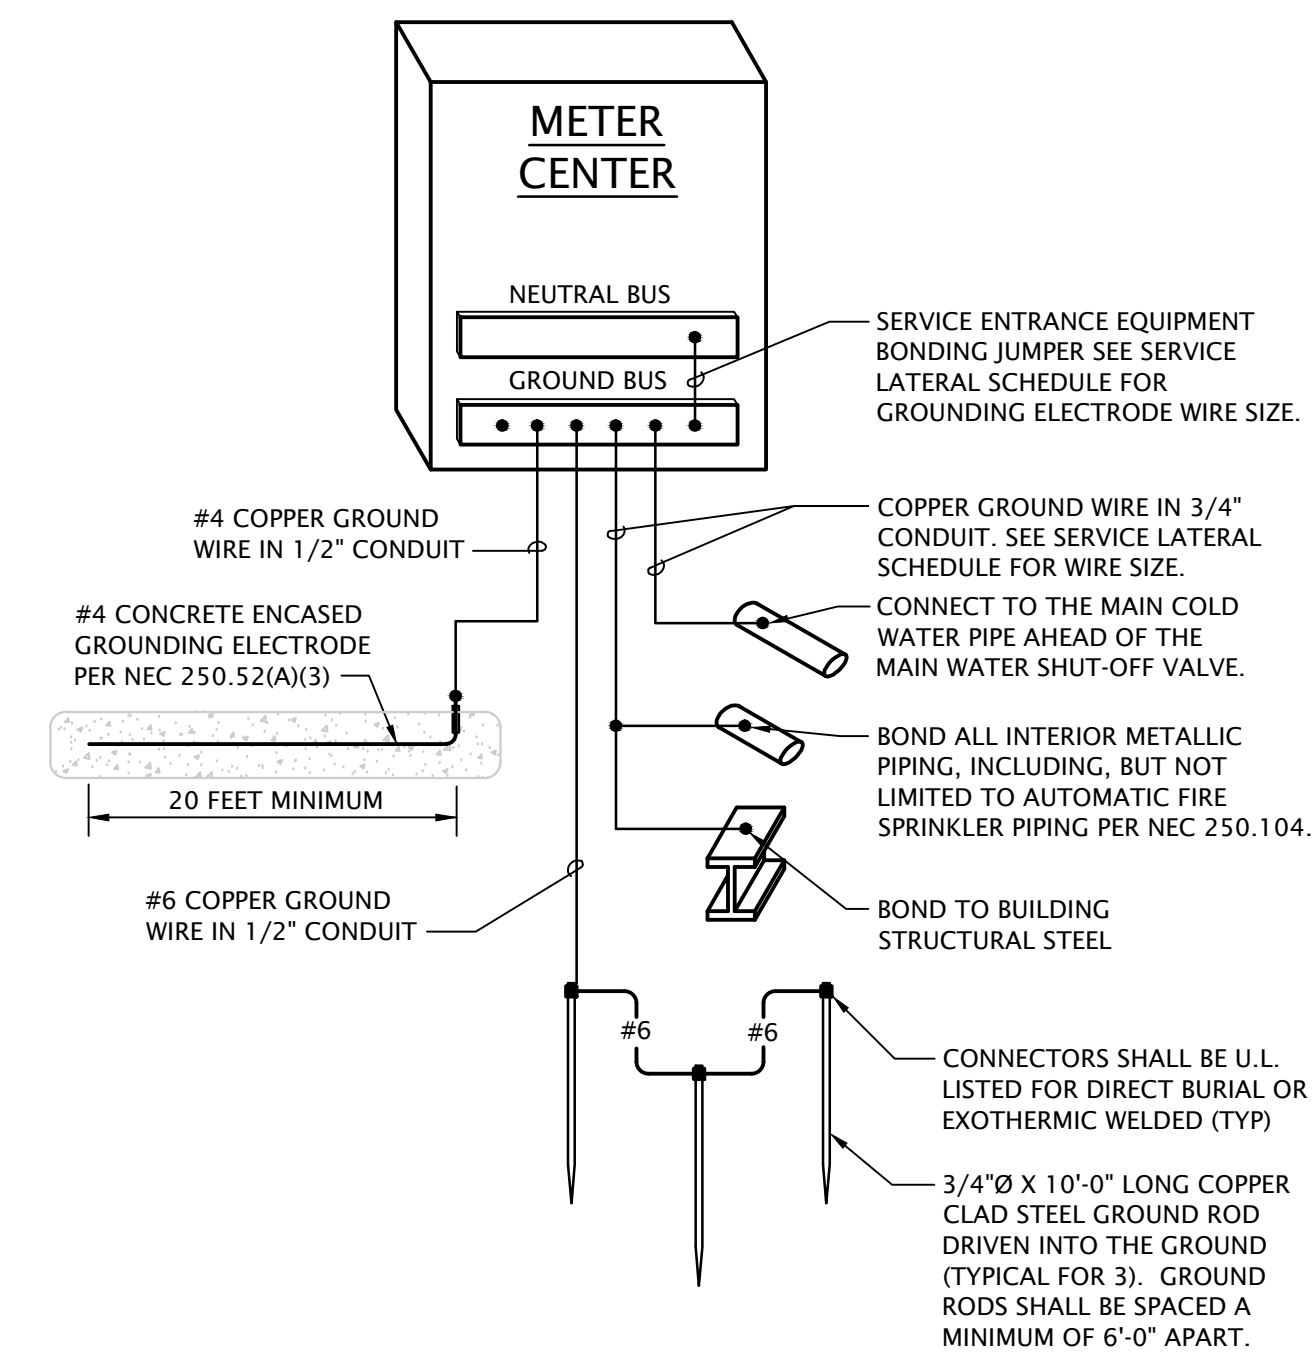 METER
CENTER
NEUTRAL BUS
GROUND BUS
SERVICE ENTRANCE EQUIPMENT
BONDING JUMPER SEE SERVICE
LATERAL SCHEDULE FOR
GROUNDING ELECTRODE WIRE SIZE.
#4 COPPER GROUND
WIRE IN 1/2" CONDUIT
COPPER GROUND WIRE IN 3/4"
CONDUIT. SEE SERVICE LATERAL
SCHEDULE FOR WIRE SIZE.
#4 CONCRETE ENCASED
GROUNDING ELECTRODE
PER NEC 250.52(A)(3)
CONNECT TO THE MAIN COLD
WATER PIPE AHEAD OF THE
MAIN WATER SHUT-OFF VALVE.
20 FEET MINIMUM
BOND ALL INTERIOR METALLIC
PIPING, INCLUDING, BUT NOT
LIMITED TO AUTOMATIC FIRE
SPRINKLER PIPING PER NEC 250.104.
#6 COPPER GROUND
WIRE IN 1/2" CONDUIT
BOND TO BUILDING
STRUCTURAL STEEL
#6
#6
CONNECTORS SHALL BE U.L.
LISTED FOR DIRECT BURIAL OR
EXOTHERMIC WELDED (TYP)
3/4"Ø X 10'-0" LONG COPPER
CLAD STEEL GROUND ROD
DRIVEN INTO THE GROUND
(TYPICAL FOR 3).  GROUND
RODS SHALL BE SPACED A
MINIMUM OF 6'-0" APART.